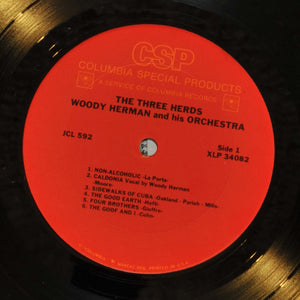 CSP
COLUMBIA SPECIAL PRODUCTS
A SERVICE OF COLUMBIA RECORDS
THE THREE HERDS
WOODY HERMAN and his ORCHESTRA
JCL 592
Side 1
XLP 34082
1. NON-ALCOHOLIC -La Porta-
2. CALDONIA Vocal by Woody Herman
-Moore-
3. SIDEWALKS OF CUBA -Oakland - Parish - Mills-
4. THE GOOD EARTH -Hefti-
5. FOUR BROTHERS -Giuffre-
6. THE GOOF AND I -Cohn-
PRINTED IN U.S.A.